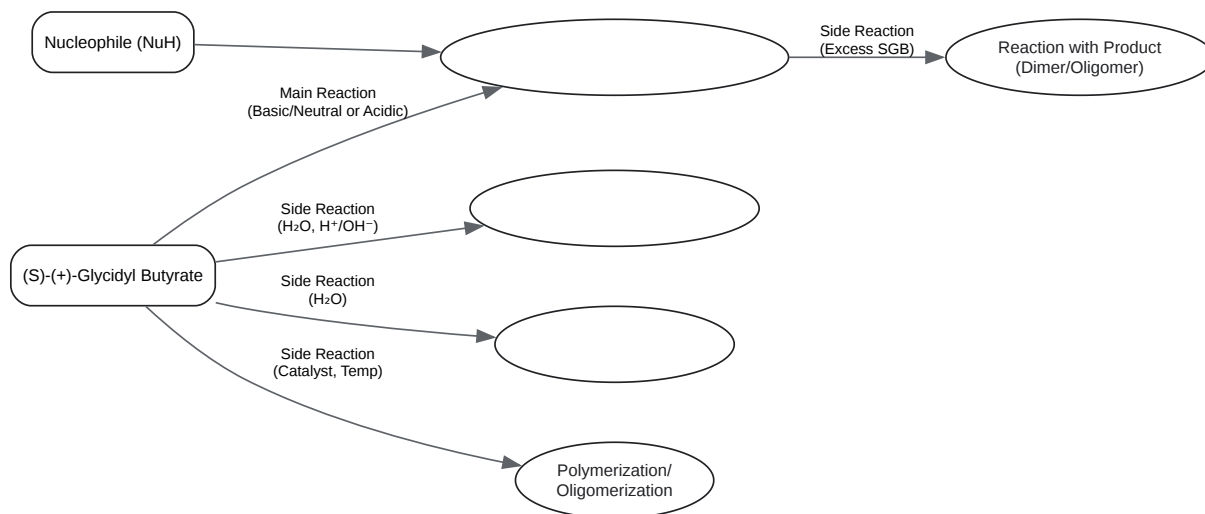 Nucleophile (NuH)
Side Reaction
(Excess SGB)
Reaction with Product
(Dimer/Oligomer)
Main Reaction
(Basic/Neutral or Acidic)
Side Reaction
(H₂O, H⁺/OH⁻)
(S)-(+)-Glycidyl Butyrate
Side Reaction
(H₂O)
Side Reaction
(Catalyst, Temp)
Polymerization/
Oligomerization